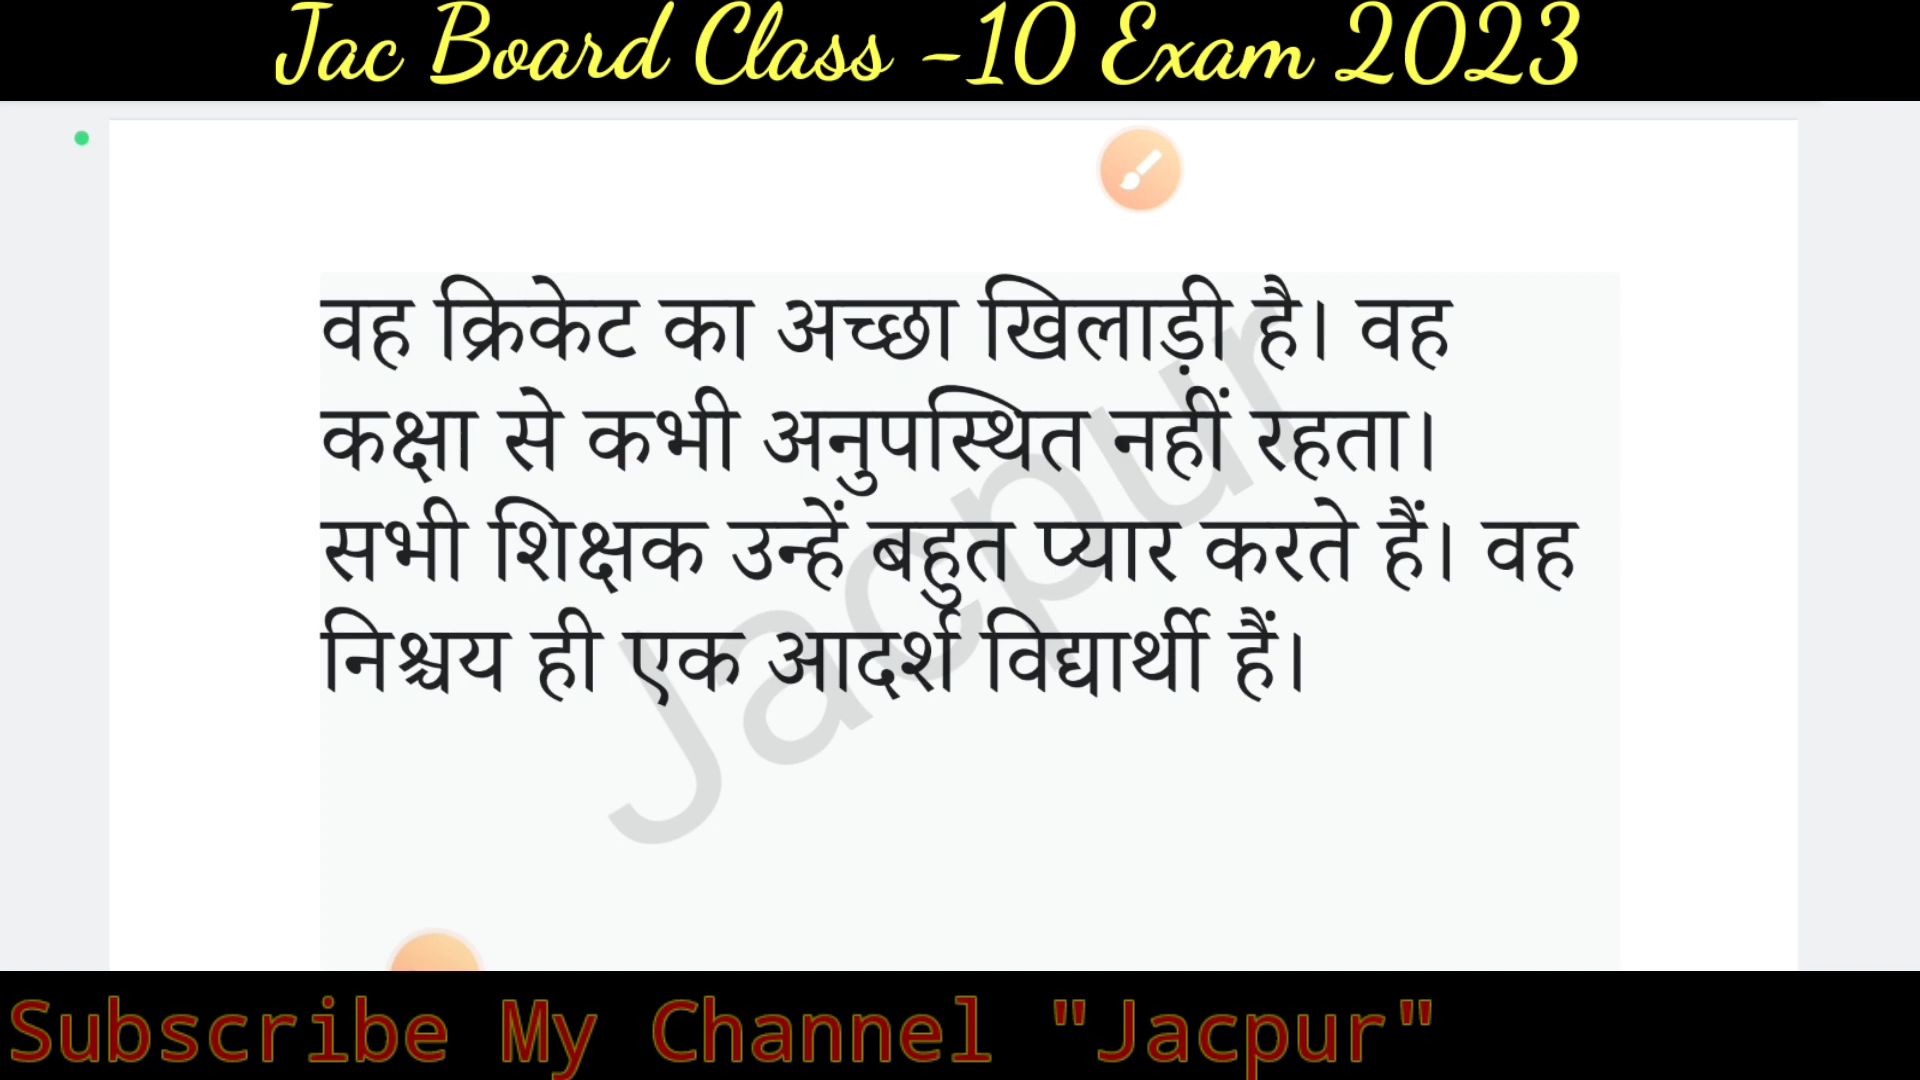 Jac Board Class -10 Exam 2023
वह क्रिकेट का अच्छा खिलाड़ी है। वह
कक्षा से कभी अनुपस्थित नहीं रहता।
सभी शिक्षक उन्हें बहुत प्यार करते हैं। वह
निश्चय ही एक आदर्श विद्यार्थी हैं।
Jacpur
Subscribe My Channel "Jacpur"